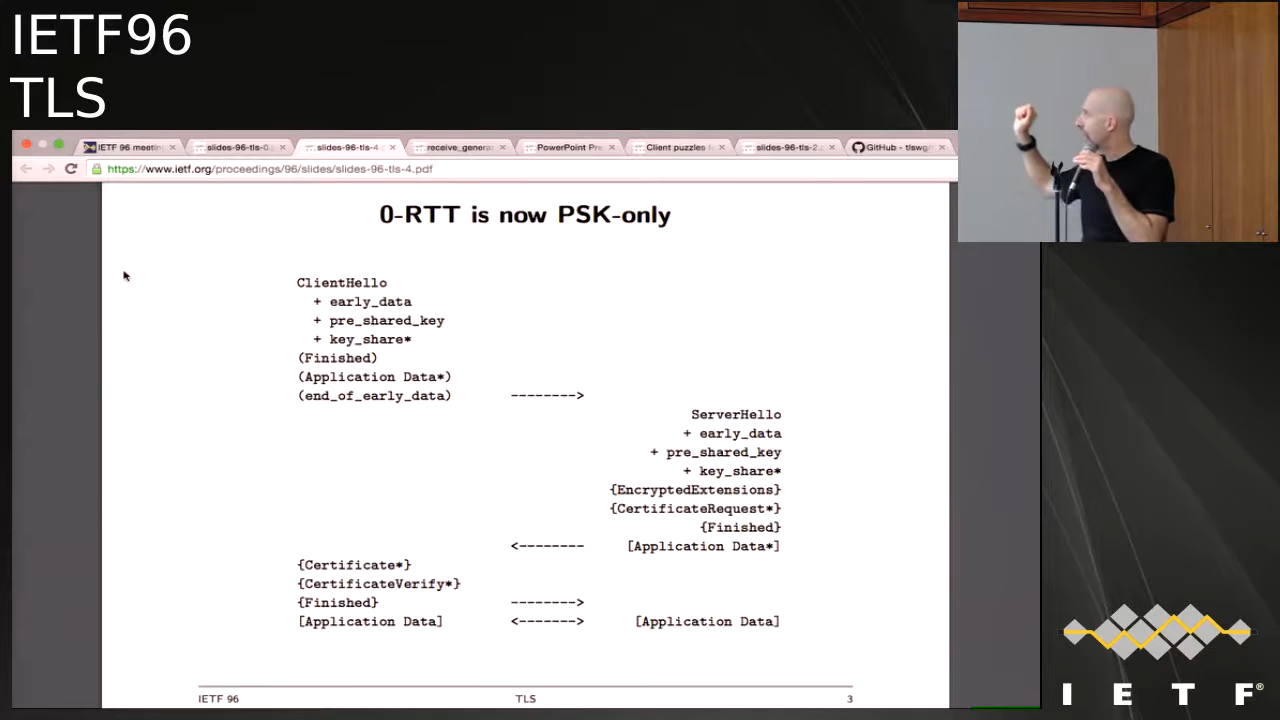 IETF96
TLS
IETF 96 meetin
slides-96-tls-0.
slides-96-tls-4.
receive_genera
PowerPoint Pre
Client puzzles f
slides-96-tls-2.
GitHub - tlswg
https://www.ietf.org/proceedings/96/slides/slides-96-tls-4.pdf
0-RTT is now PSK-only
ClientHello
+ early_data
+ pre_shared_key
+ key_share*
(Finished)
(Application Data*)
(end_of_early_data) -------->
ServerHello
+ early_data
+ pre_shared_key
+ key_share*
{EncryptedExtensions}
{CertificateRequest*}
{Finished}
<-------- [Application Data*]
{Certificate*}
{CertificateVerify*}
{Finished} -------->
[Application Data] <-------> [Application Data]
IETF 96 TLS 3
I E T F®